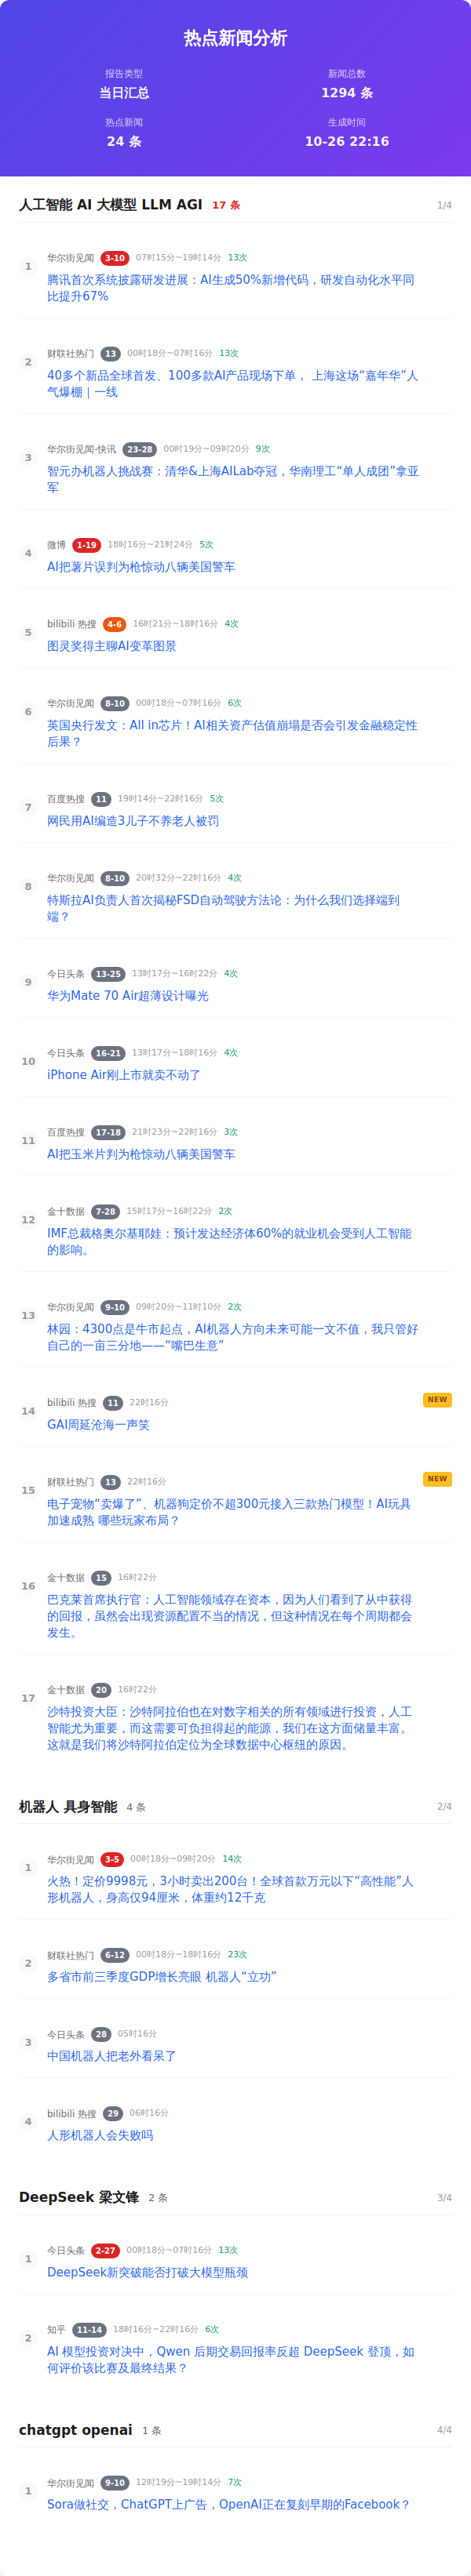 热点新闻分析
报告类型
新闻总数
当日汇总
1294 条
热点新闻
生成时间
24 条
10-26 22:16
人工智能 AI 大模型 LLM AGI 17 条 1/4
1
华尔街见闻 3-10 07时15分~19时14分 13次
腾讯首次系统披露研发进展：AI生成50%新增代码，研发自动化水平同
比提升67%
2
财联社热门 13 00时18分~07时16分 13次
40多个新品全球首发、100多款AI产品现场下单， 上海这场“嘉年华”人
气爆棚｜一线
3
华尔街见闻-快讯 23-28 00时19分~09时20分 9次
智元办机器人挑战赛：清华&上海AILab夺冠，华南理工“单人成团”拿亚
军
4
微博 1-19 18时16分~21时24分 5次
AI把薯片误判为枪惊动八辆美国警车
5
bilibili 热搜 4-6 16时21分~18时16分 4次
图灵奖得主聊AI变革图景
6
华尔街见闻 8-10 00时18分~07时16分 6次
英国央行发文：All in芯片！AI相关资产估值崩塌是否会引发金融稳定性
后果？
7
百度热搜 11 19时14分~22时16分 5次
网民用AI编造3儿子不养老人被罚
8
华尔街见闻 8-10 20时32分~22时16分 4次
特斯拉AI负责人首次揭秘FSD自动驾驶方法论：为什么我们选择端到
端？
9
今日头条 13-25 13时17分~16时22分 4次
华为Mate 70 Air超薄设计曝光
10
今日头条 16-21 13时17分~18时16分 4次
iPhone Air刚上市就卖不动了
11
百度热搜 17-18 21时23分~22时16分 3次
AI把玉米片判为枪惊动八辆美国警车
12
金十数据 7-28 15时17分~16时22分 2次
IMF总裁格奥尔基耶娃：预计发达经济体60%的就业机会受到人工智能
的影响。
13
华尔街见闻 9-10 09时20分~11时10分 2次
林园：4300点是牛市起点，AI机器人方向未来可能一文不值，我只管好
自己的一亩三分地——“嘴巴生意”
14
bilibili 热搜 11 22时16分 NEW
GAI周延沧海一声笑
15
财联社热门 13 22时16分 NEW
电子宠物“卖爆了”、机器狗定价不超300元接入三款热门模型！AI玩具
加速成熟 哪些玩家布局？
16
金十数据 15 16时22分
巴克莱首席执行官：人工智能领域存在资本，因为人们看到了从中获得
的回报，虽然会出现资源配置不当的情况，但这种情况在每个周期都会
发生。
17
金十数据 20 16时22分
沙特投资大臣：沙特阿拉伯也在对数字相关的所有领域进行投资，人工
智能尤为重要，而这需要可负担得起的能源，我们在这方面储量丰富。
这就是我们将沙特阿拉伯定位为全球数据中心枢纽的原因。
机器人 具身智能 4 条 2/4
1
华尔街见闻 3-5 00时18分~09时20分 14次
火热！定价9998元，3小时卖出200台！全球首款万元以下“高性能”人
形机器人，身高仅94厘米，体重约12千克
2
财联社热门 6-12 00时18分~18时16分 23次
多省市前三季度GDP增长亮眼 机器人“立功”
3
今日头条 28 05时16分
中国机器人把老外看呆了
4
bilibili 热搜 29 06时16分
人形机器人会失败吗
DeepSeek 梁文锋 2 条 3/4
1
今日头条 2-27 00时18分~07时16分 13次
DeepSeek新突破能否打破大模型瓶颈
2
知乎 11-14 18时16分~22时16分 6次
AI 模型投资对决中，Qwen 后期交易回报率反超 DeepSeek 登顶，如
何评价该比赛及最终结果？
chatgpt openai 1 条 4/4
1
华尔街见闻 9-10 12时19分~19时14分 7次
Sora做社交，ChatGPT上广告，OpenAI正在复刻早期的Facebook？